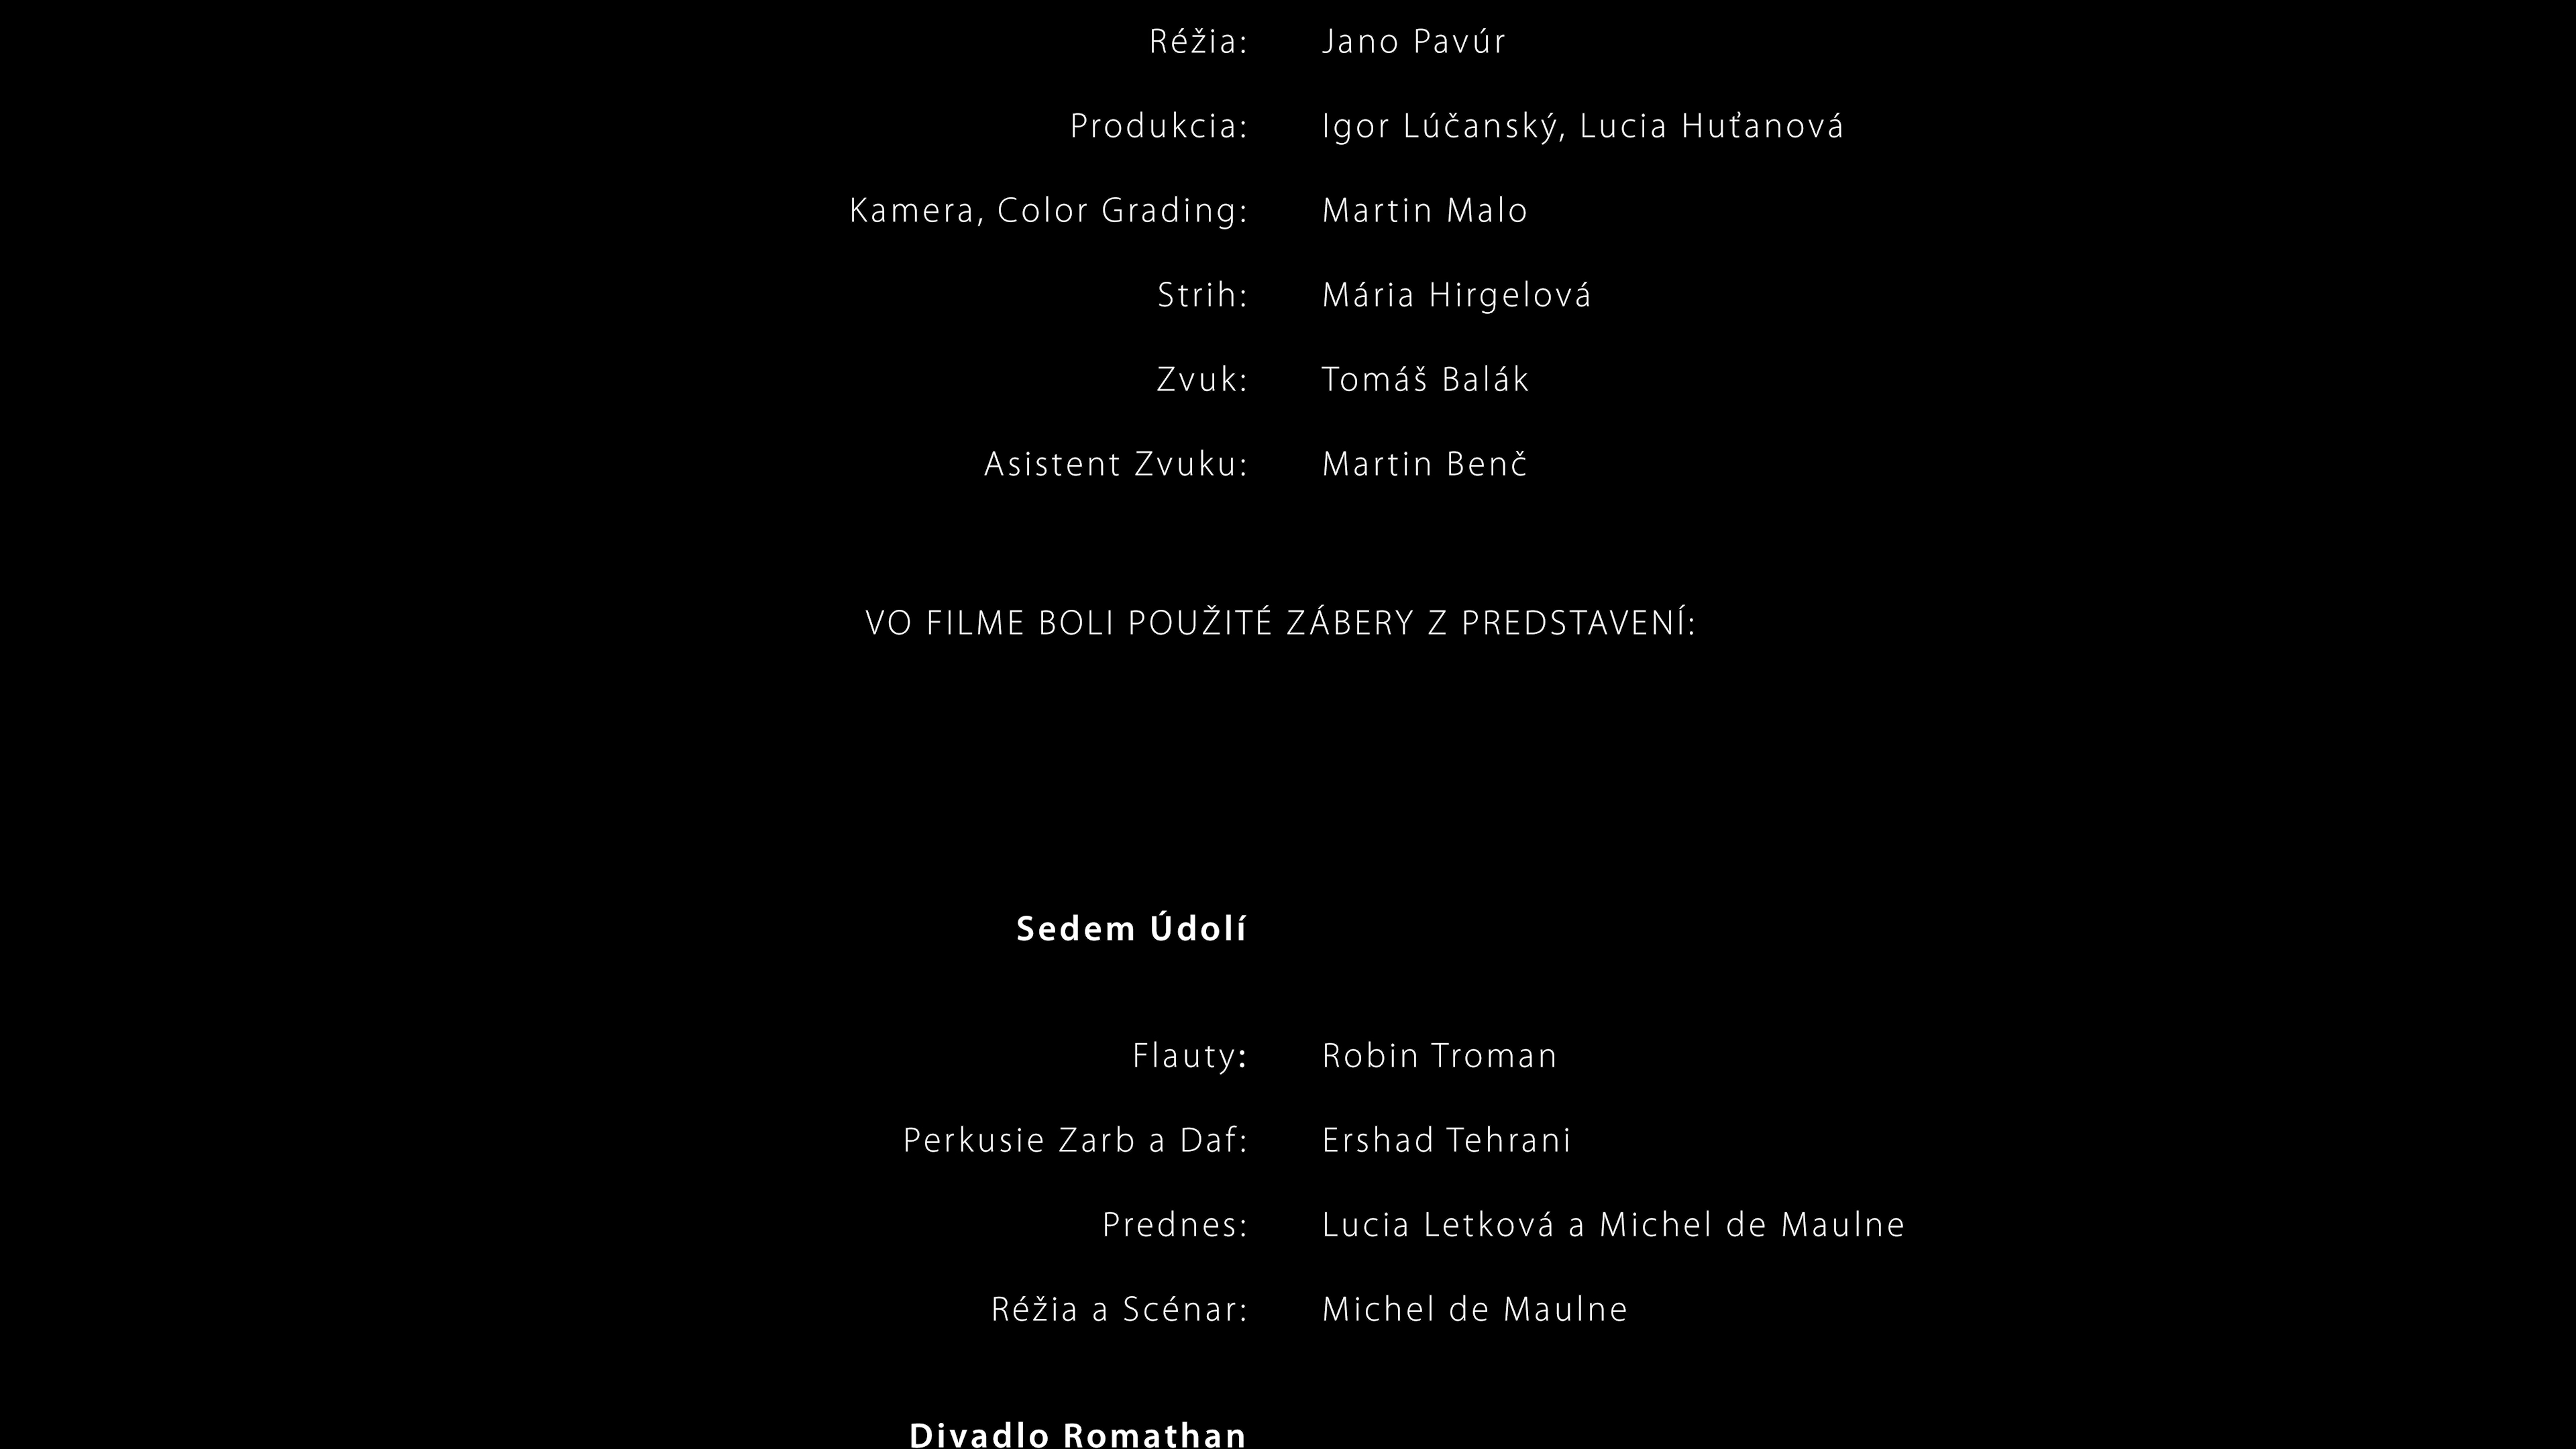 Réžia: Jano Pavúr
Produkcia: Igor Lúčanský, Lucia Huťanová
Kamera, Color Grading: Martin Malo
Strih: Mária Hirgelová
Zvuk: Tomáš Balák
Asistent Zvuku: Martin Benč
VO FILME BOLI POUŽITÉ ZÁBERY Z PREDSTAVENÍ:
Sedem Údolí
Flauty: Robin Troman
Perkusie Zarb a Daf: Ershad Tehrani
Prednes: Lucia Letková a Michel de Maulne
Réžia a Scénar: Michel de Maulne
Divadlo Romathan